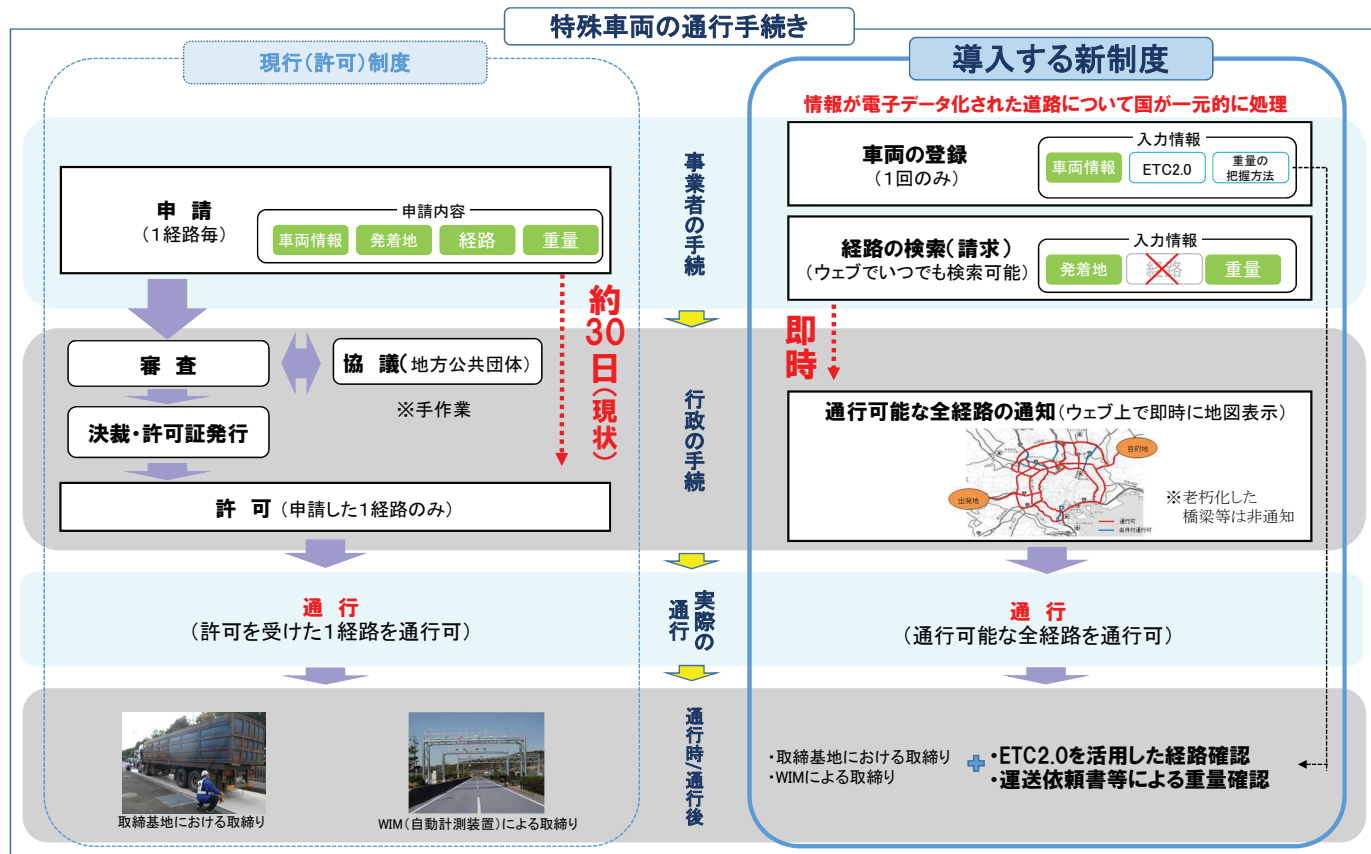 特殊車両の通行手続き
現行(許可)制度
申 請
(1経路毎)
申請内容
車両情報
発着地
経路
重量
約30日(現状)
審 査
協 議(地方公共団体)
※手作業
決裁・許可証発行
許 可 (申請した1経路のみ)
通 行
(許可を受けた1経路を通行可)
取締基地における取締り
WIM(自動計測装置)による取締り
事業者の手続
行政の手続
実際の
通行
通行時/通行後
導入する新制度
情報が電子データ化された道路について国が一元的に処理
車両の登録
(1回のみ)
入力情報
車両情報
ETC2.0
重量の
把握方法
経路の検索(請求)
(ウェブでいつでも検索可能)
入力情報
発着地
経路
重量
即時
通行可能な全経路の通知(ウェブ上で即時に地図表示)
目的地
出発地
通行可
条件付通行可
※老朽化した
橋梁等は非通知
通 行
(通行可能な全経路を通行可)
・取締基地における取締り
・WIMによる取締り
・ETC2.0を活用した経路確認
・運送依頼書等による重量確認